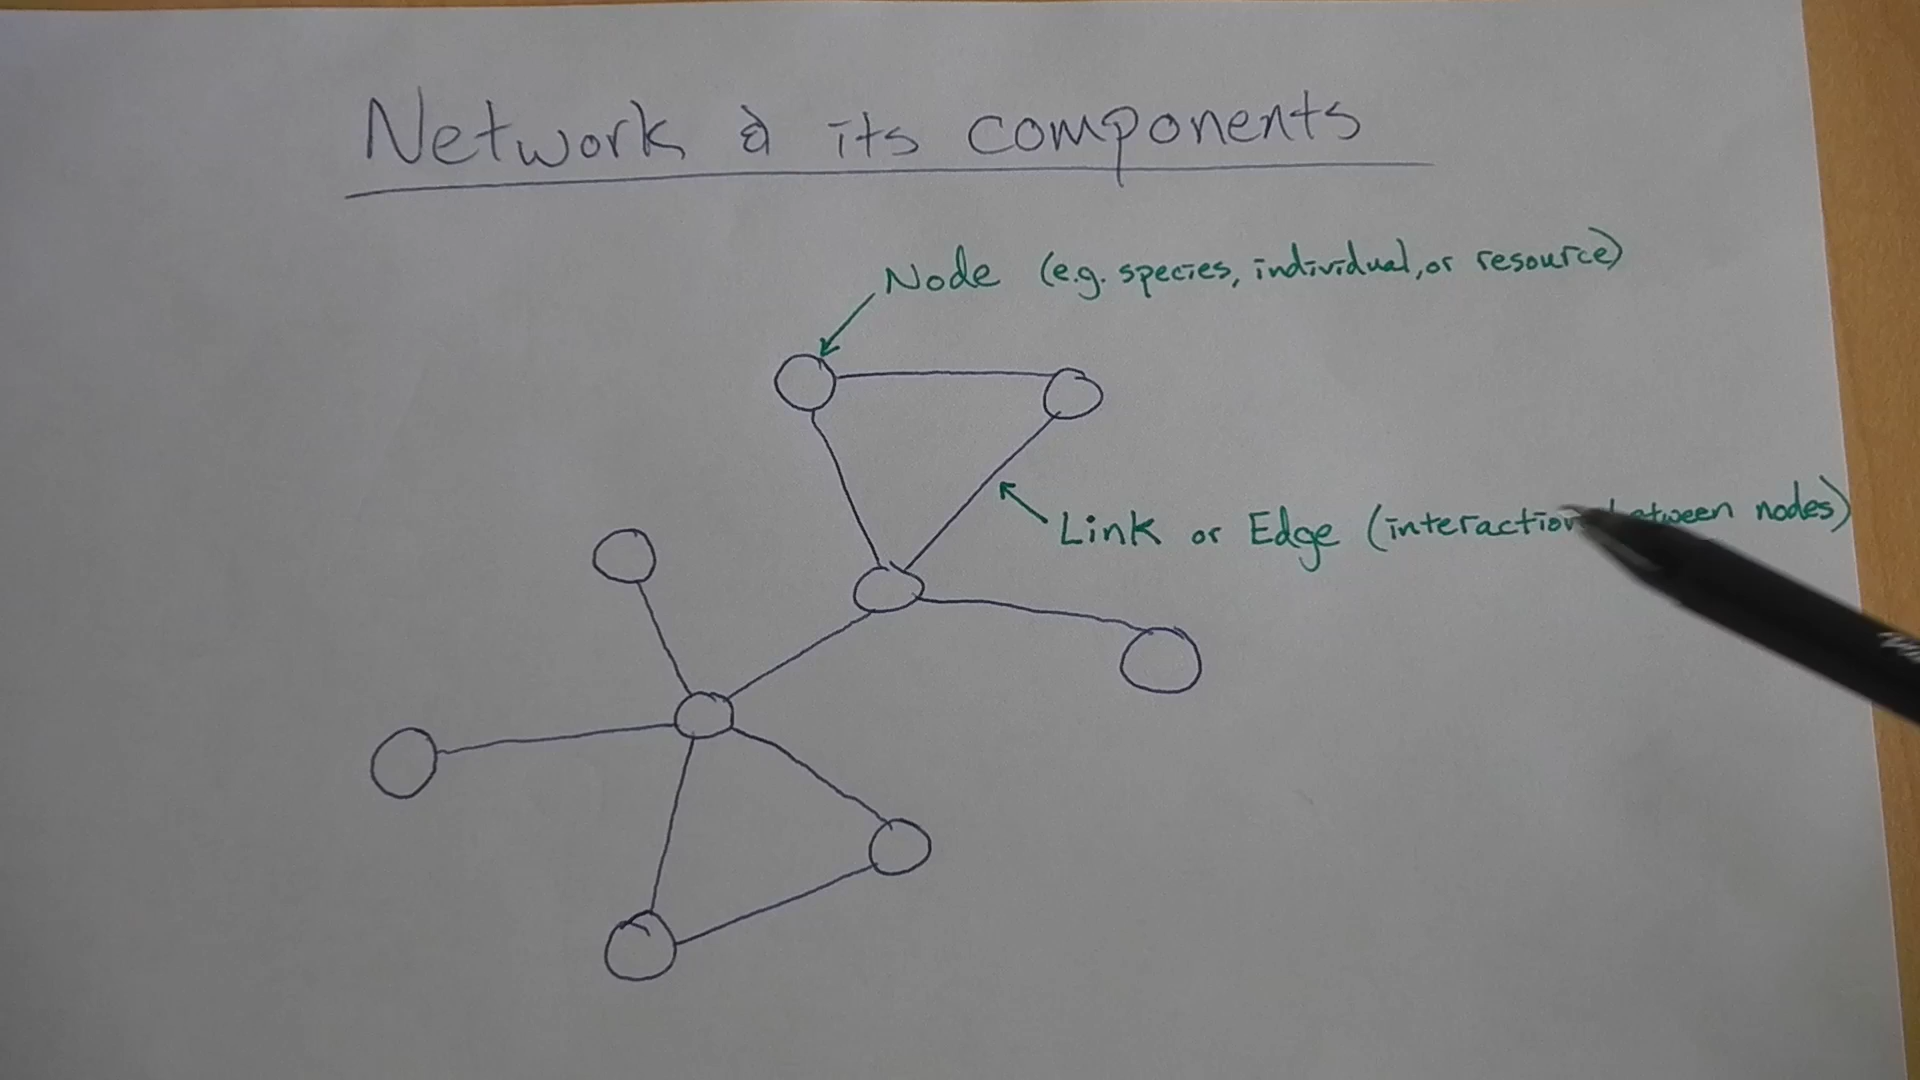 Network & its components
Node (e.g. species, individual, or resource)
Link or Edge (interaction between nodes)